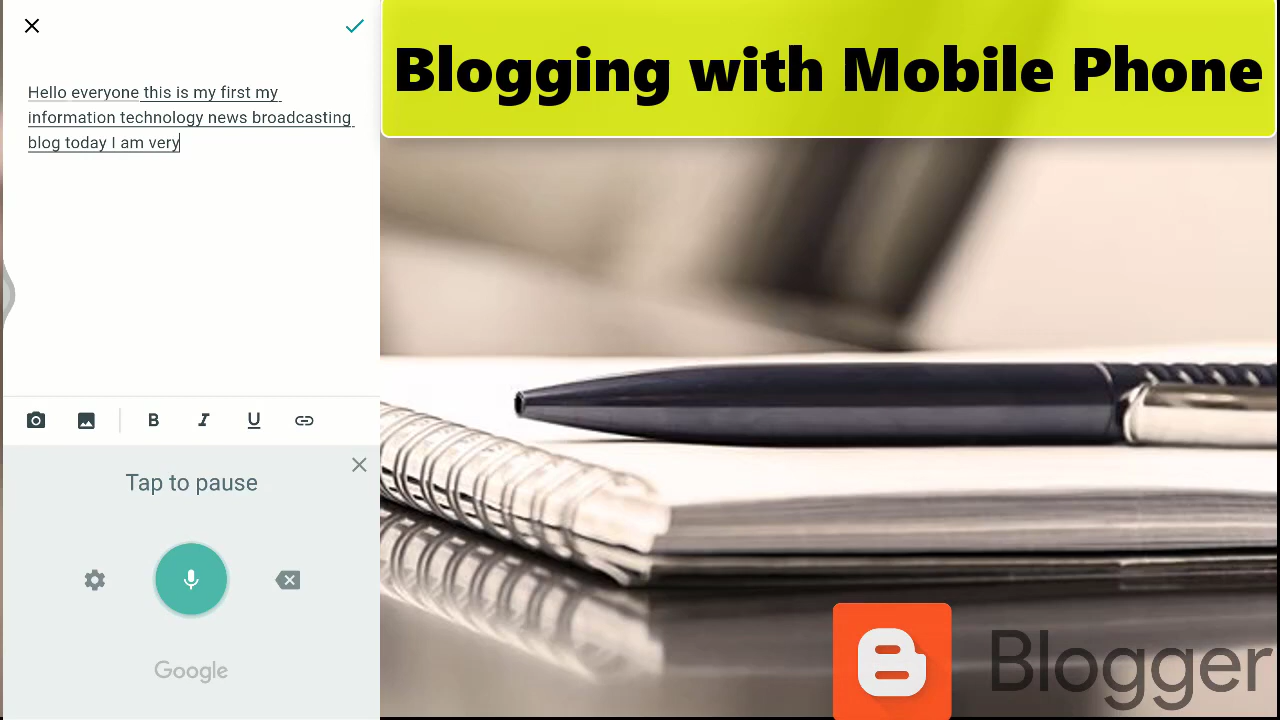 Hello everyone this is my first my
information technology news broadcasting
blog today I am very
B I U
Tap to pause
Google
Blogging with Mobile Phone
Blogger